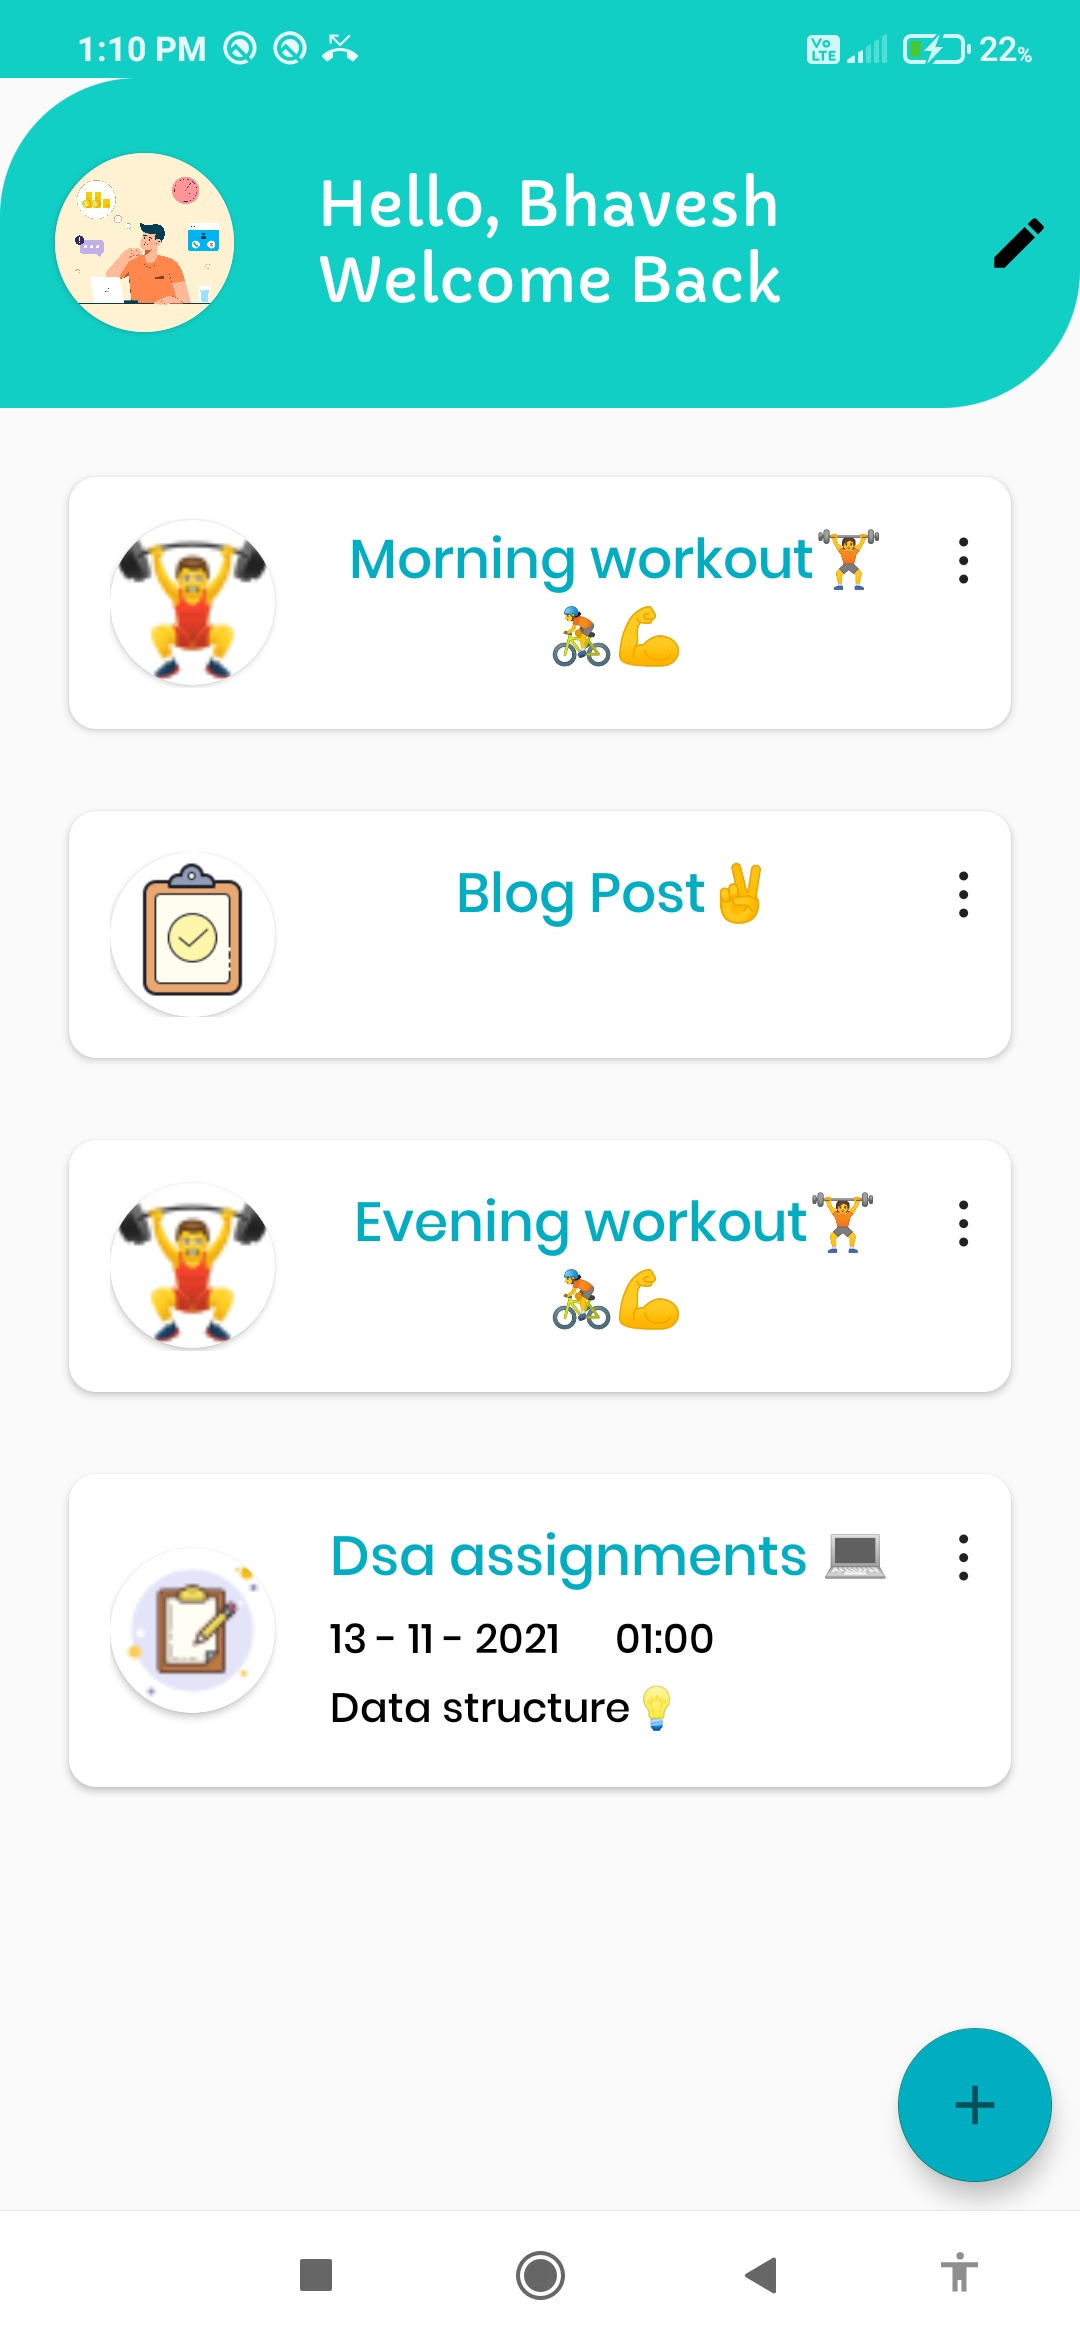 1:10 PM
Vo LTE
22%
Hello, Bhavesh
Welcome Back
Morning workout🏋️
🚴💪
Blog Post✌️
Evening workout🏋️
🚴💪
Dsa assignments 💻
13 - 11 - 2021 01:00
Data structure💡